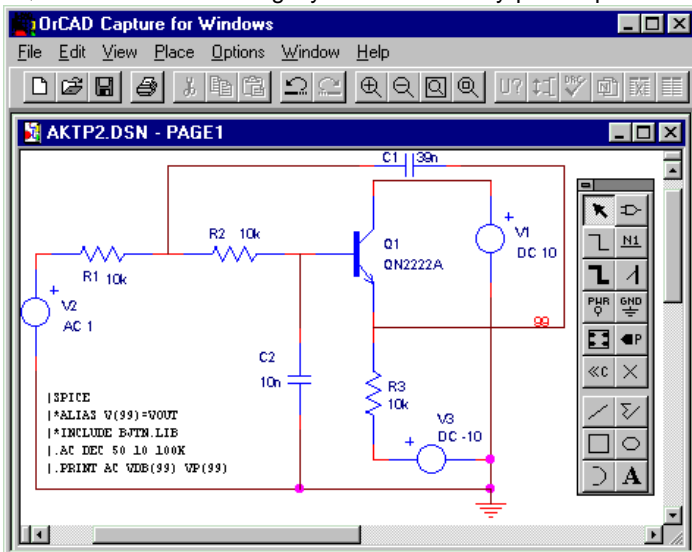 OrCAD Capture for Windows
File Edit View Place Options Window Help
U? DRC
AKTP2.DSN - PAGE1
C1 39n
R2 10k
Q1
QN2222A
+
V1
DC 10
R1 10k
+
V2
AC 1
99
C2
10n
R3
10k
V3
+ DC -10
|SPICE
|*ALIAS V(99)=VOUT
|*INCLUDE BJTN.LIB
|.AC DEC 50 10 100K
|.PRINT AC VDB(99) VP(99)
N1
PWR GND
P
«C
A